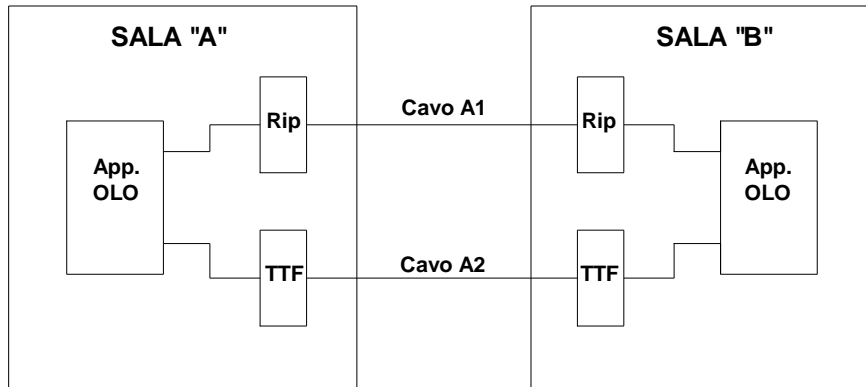 SALA "A"
SALA "B"
Rip
Cavo A1
Rip
App.
OLO
App.
OLO
TTF
Cavo A2
TTF